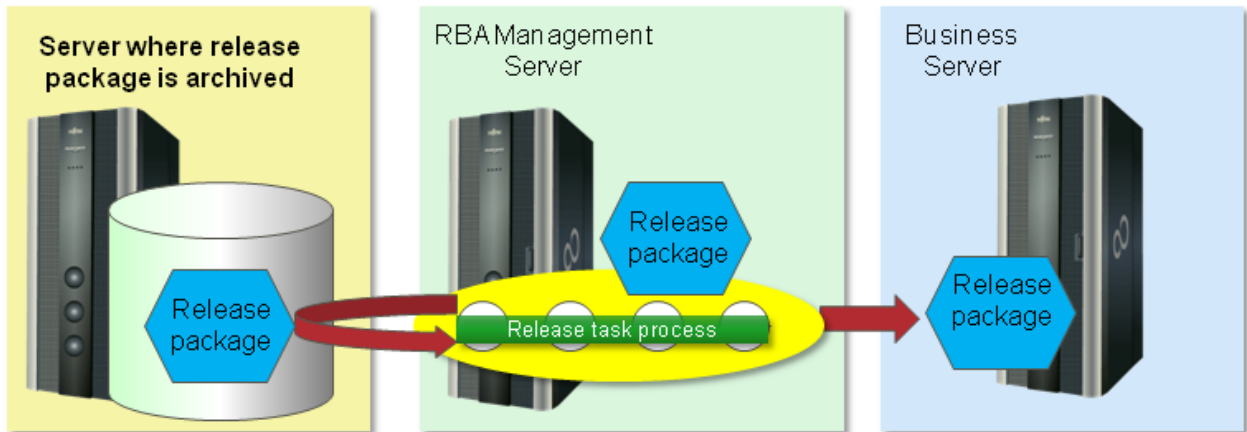 Server where release
package is archived
RBA Management
Server
Business
Server
Release
package
Release
package
Release task process
Release
package